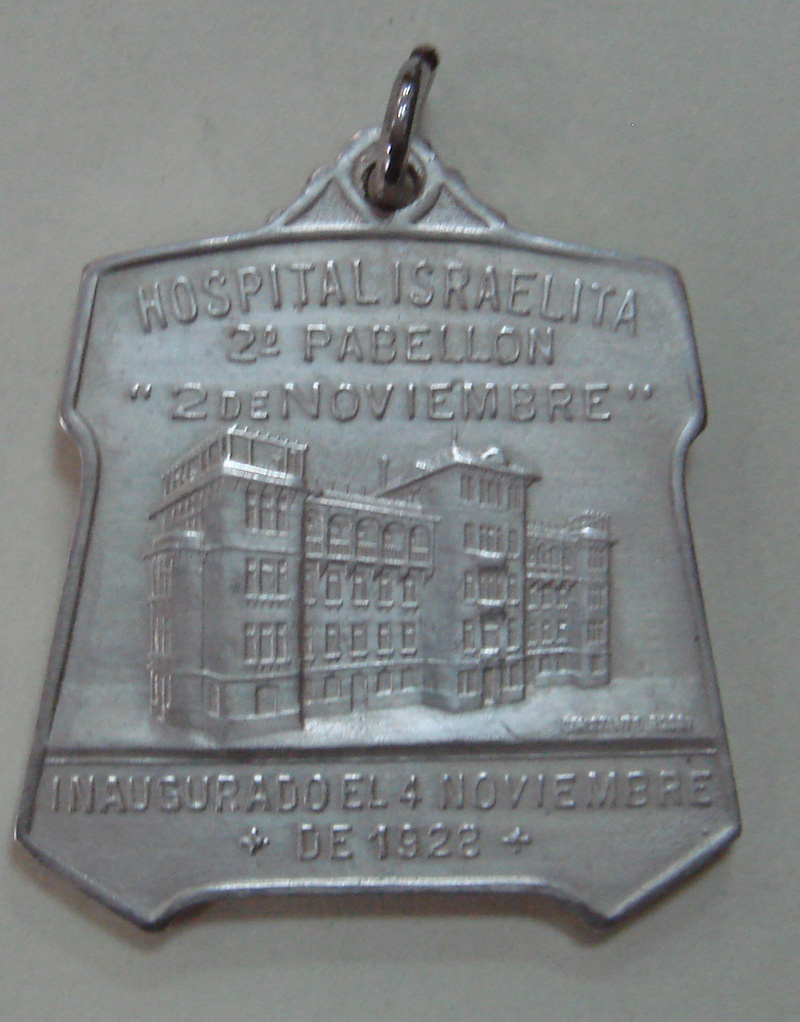 HOSPITAL ISRAELITA
2º PABELLON
"2 DE NOVIEMBRE"
INAUGURADO EL 4 NOVIEMBRE
DE 1928